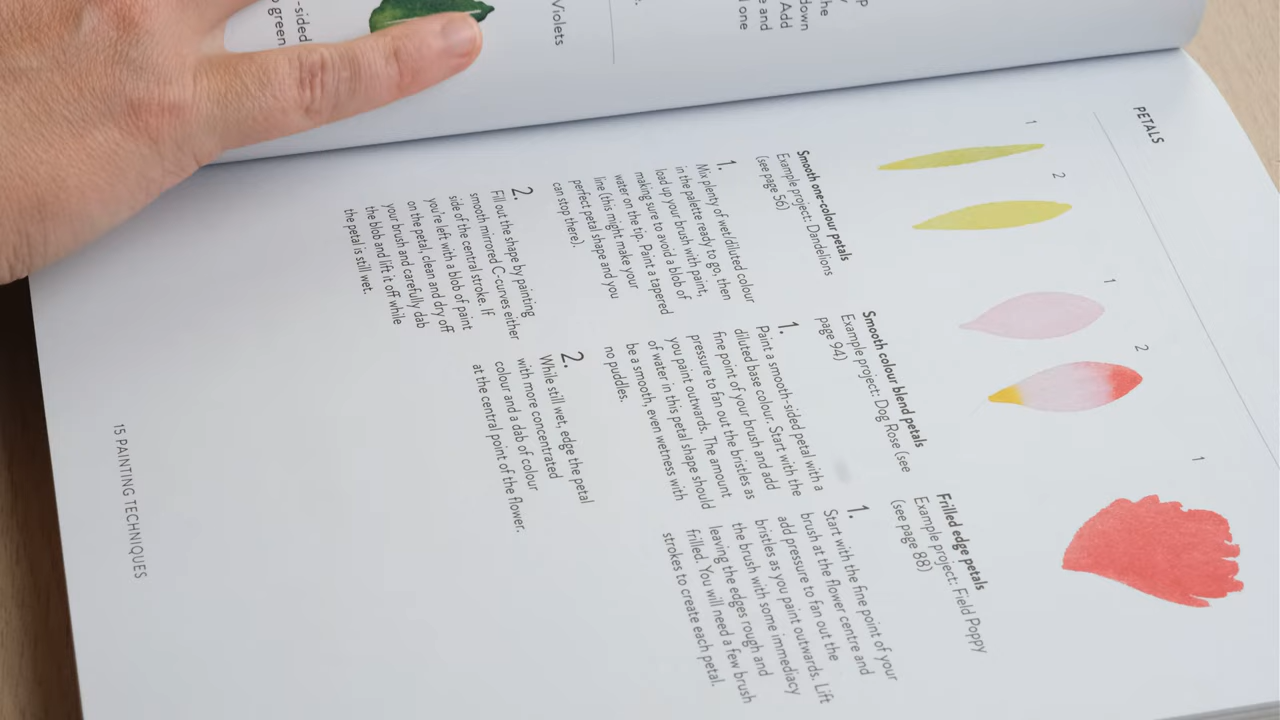 -sided
green
Violets
the
e and
d one
down
Add
PETALS
1
2
Smooth one-colour petals
Example project: Dandelions
(see page 56)
1.
Mix plenty of wet/diluted colour
in the palette ready to go, then
load up your brush with paint,
making sure to avoid a blob of
water on the tip. Paint a tapered
line (this might make your
perfect petal shape and you
can stop there).
2.
Fill out the shape by painting
smooth mirrored C-curves either
side of the central stroke. If
you're left with a blob of paint
on the petal, clean and dry off
your brush and carefully dab
the blob and lift it off while
the petal is still wet.
1
2
Smooth colour blend petals
Example project: Dog Rose (see
page 94)
1.
Paint a smooth-sided petal with a
diluted base colour. Start with the
fine point of your brush and add
pressure to fan out the bristles as
you paint outwards. The amount
of water in this petal shape should
be a smooth, even wetness with
no puddles.
2.
While still wet, edge the petal
with more concentrated
colour and a dab of colour
at the central point of the flower.
1
Frilled edge petals
Example project: Field Poppy
(see page 88)
1.
Start with the fine point of your
brush at the flower centre and
add pressure to fan out the
bristles as you paint outwards. Lift
the brush with some immediacy
leaving the edges rough and
frilled. You will need a few brush
strokes to create each petal.
15 PAINTING TECHNIQUES